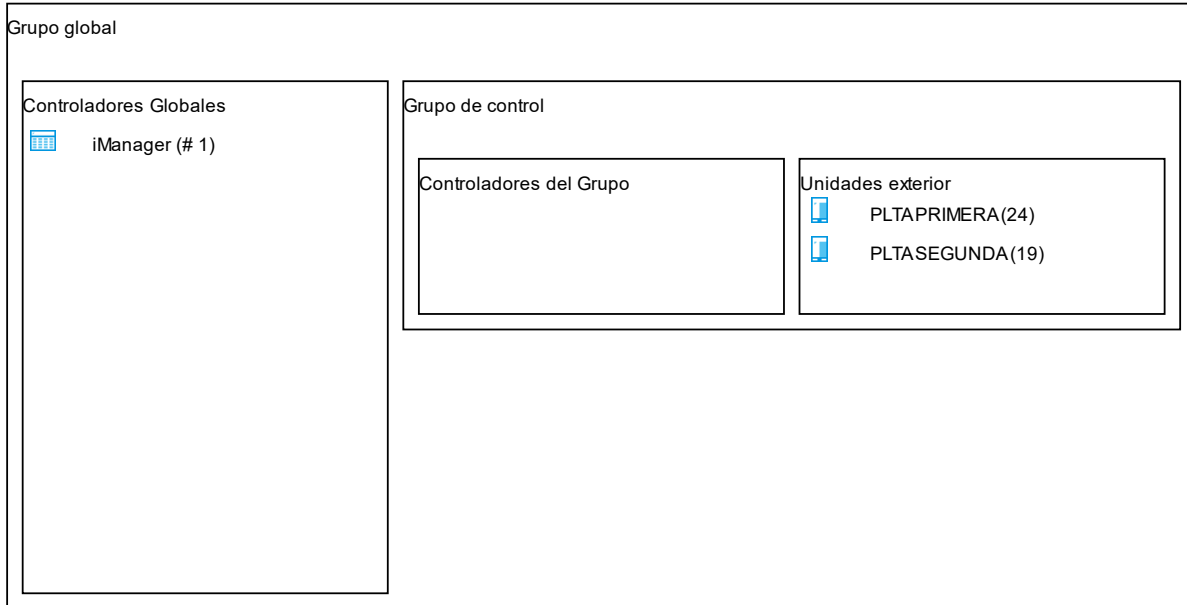 Grupo global
Controladores Globales
iManager (# 1)
Grupo de control
Controladores del Grupo
Unidades exterior
PLTAPRIMERA(24)
PLTASEGUNDA(19)